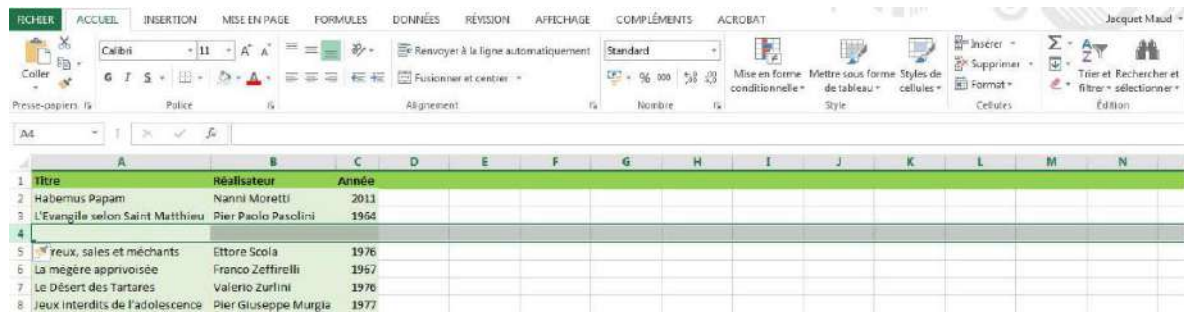 FICHIER ACCUEIL INSERTION MISE EN PAGE FORMULES DONNÉES RÉVISION AFFICHAGE COMPLÉMENTS ACROBAT Jacquet Maud
Calibri 11 A A Renvoyer à la ligne automatiquement Standard Insérer
Coller G I S A Fusionner et centrer % 000 Mise en forme conditionnelle Mettre sous forme de tableau Styles de cellules Supprimer Format Trier et filtrer Rechercher et sélectionner
Presse-papiers Police Alignement Nombre Style Cellules Édition
A4 fx
A B C D E F G H I J K L M N
1 Titre Réalisateur Année
2 Habemus Papam Nanni Moretti 2011
3 L'Evangile selon Saint Matthieu Pier Paolo Pasolini 1964
4
5 reux, sales et méchants Ettore Scola 1976
6 La mégère apprivoisée Franco Zeffirelli 1967
7 Le Désert des Tartares Valerio Zurlini 1976
8 Jeux interdits de l'adolescence Pier Giuseppe Murgia 1977